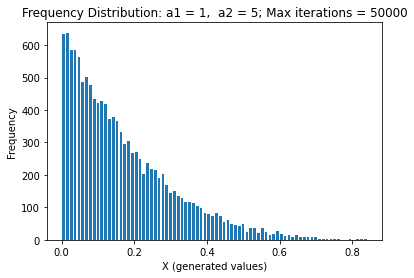 Frequency Distribution: a1 = 1,  a2 = 5; Max iterations = 50000
600
500
400
300
200
100
0
Frequency
0.0 0.2 0.4 0.6 0.8
X (generated values)